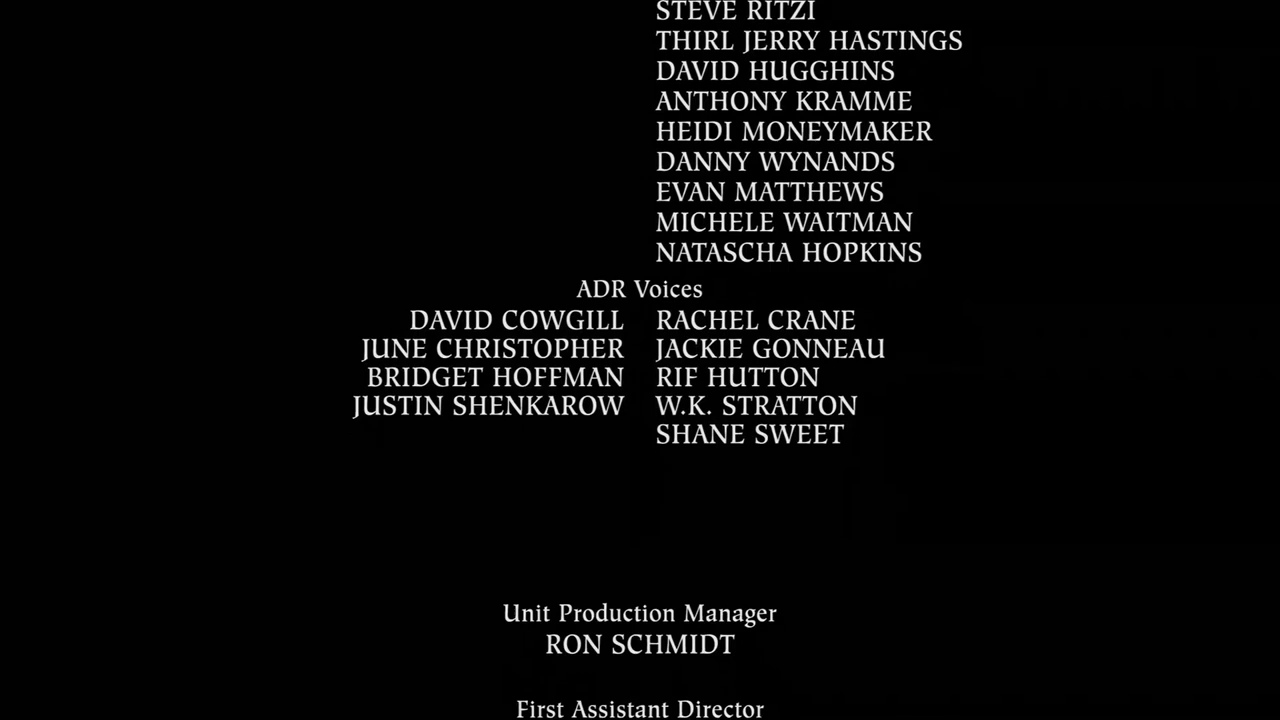 STEVE RITZI
THIRL JERRY HASTINGS
DAVID HUGGHINS
ANTHONY KRAMME
HEIDI MONEYMAKER
DANNY WYNANDS
EVAN MATTHEWS
MICHELE WAITMAN
NATASCHA HOPKINS
ADR Voices
DAVID COWGILL RACHEL CRANE
JUNE CHRISTOPHER JACKIE GONNEAU
BRIDGET HOFFMAN RIF HUTTON
JUSTIN SHENKAROW W.K. STRATTON
SHANE SWEET
Unit Production Manager
RON SCHMIDT
First Assistant Director